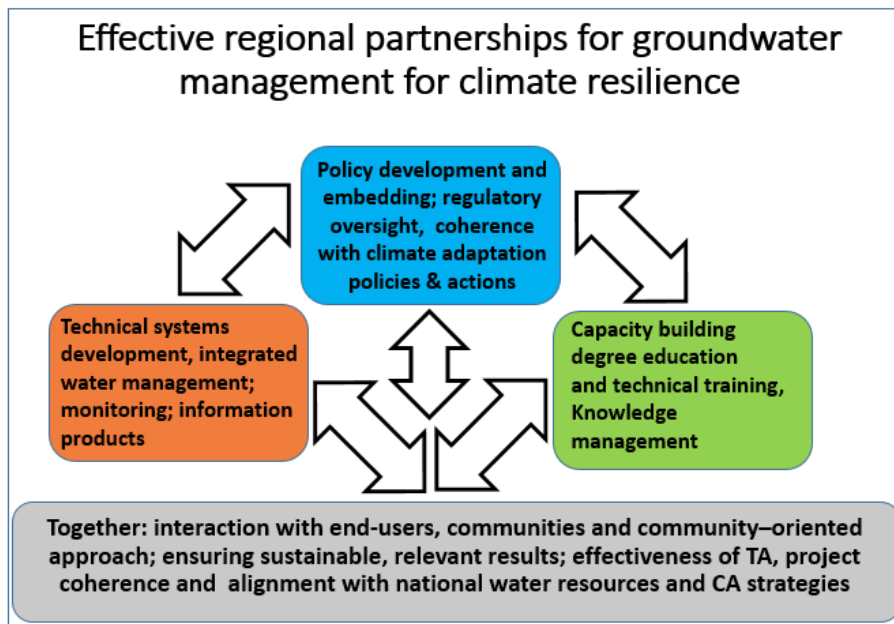 Effective regional partnerships for groundwater
management for climate resilience
Policy development and
embedding; regulatory
oversight, coherence
with climate adaptation
policies & actions
Technical systems
development, integrated
water management;
monitoring; information
products
Capacity building
degree education
and technical training,
Knowledge
management
Together: interaction with end-users, communities and community–oriented
approach; ensuring sustainable, relevant results; effectiveness of TA, project
coherence and alignment with national water resources and CA strategies